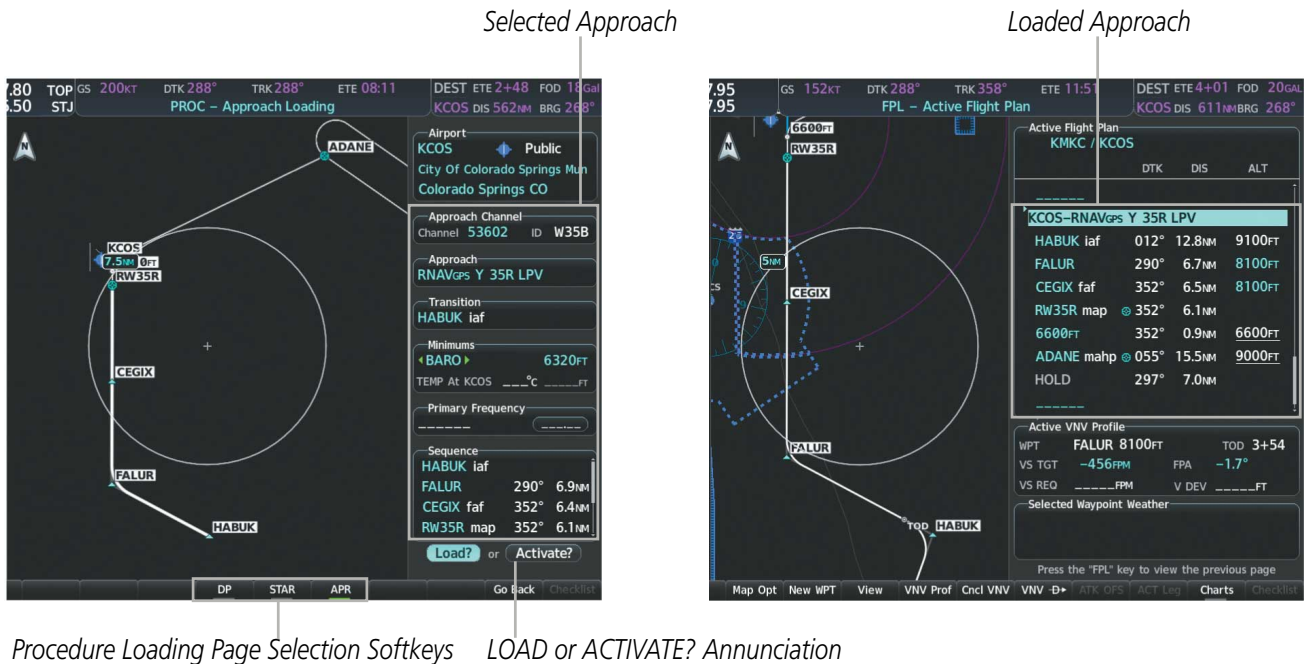 Selected Approach
Loaded Approach
7.80 TOP GS 200KT DTK 288° TRK 288° ETE 08:11 DEST ETE 2+48 FOD 18Gal
5.50 STJ PROC – Approach Loading KCOS DIS 562NM BRG 268°
N
ADANE
KCOS
7.5NM 0FT
RW35R
CEGIX
FALUR
HABUK
Airport
KCOS Public
City Of Colorado Springs Mun
Colorado Springs CO
Approach Channel
Channel 53602 ID W35B
Approach
RNAVGPS Y 35R LPV
Transition
HABUK iaf
Minimums
BARO 6320FT
TEMP At KCOS ___°C _____FT
Primary Frequency
______ ___.__
Sequence
HABUK iaf
FALUR 290° 6.9NM
CEGIX faf 352° 6.4NM
RW35R map 352° 6.1NM
Load? or Activate?
DP STAR APR Go Back Checklist
7.95 GS 152KT DTK 288° TRK 358° ETE 11:51 DEST ETE 4+01 FOD 20GAL
7.95 FPL – Active Flight Plan KCOS DIS 611NM BRG 268°
N
6600FT
RW35R
5NM
CEGIX
FALUR
TOD HABUK
Active Flight Plan
KMKC / KCOS
DTK DIS ALT
______
KCOS–RNAVGPS Y 35R LPV
HABUK iaf 012° 12.8NM 9100FT
FALUR 290° 6.7NM 8100FT
CEGIX faf 352° 6.5NM 8100FT
RW35R map 352° 6.1NM
6600FT 352° 0.9NM 6600FT
ADANE mahp 055° 15.5NM 9000FT
HOLD 297° 7.0NM
______
Active VNV Profile
WPT FALUR 8100FT TOD 3+54
VS TGT –456FPM FPA –1.7°
VS REQ _____FPM V DEV _____FT
Selected Waypoint Weather
Press the "FPL" key to view the previous page
Map Opt New WPT View VNV Prof Cncl VNV VNV D ATK OFS ACT Leg Charts Checklist
Procedure Loading Page Selection Softkeys
LOAD or ACTIVATE? Annunciation